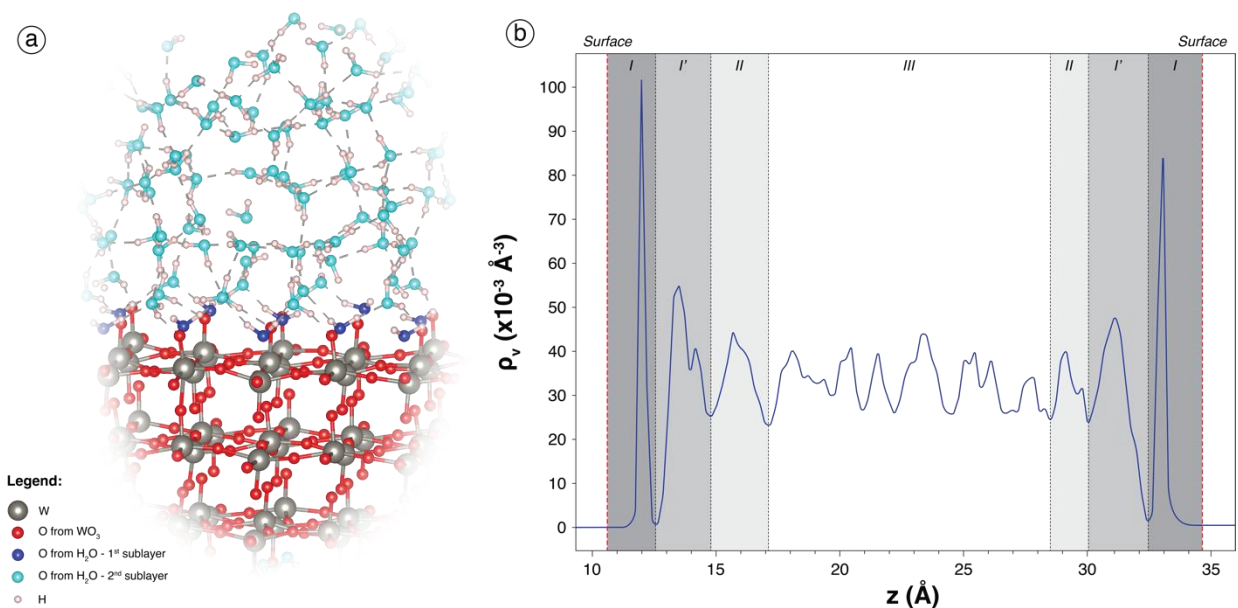 a
Legend:
W
O from WO₃
O from H₂O - 1ˢᵗ sublayer
O from H₂O - 2ⁿᵈ sublayer
H
b
Surface
Surface
I
I'
II
III
II
I'
I
100
90
80
70
60
50
40
30
20
10
0
ρᵥ (x10⁻³ Å⁻³)
10
15
20
25
30
35
z (Å)